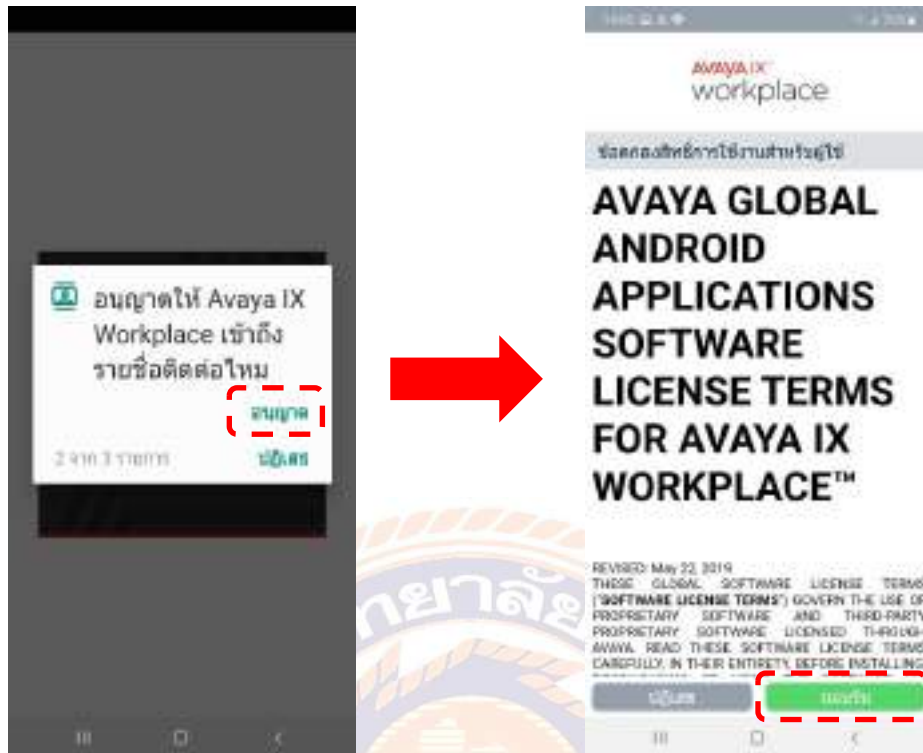 อนุญาตให้ Avaya IX
Workplace เข้าถึง
รายชื่อติดต่อไหม
อนุญาต
2 จาก 3 รายการ
ปฏิเสธ
AVAYA IX™
workplace
ข้อตกลงสิทธิ์การใช้งานสำหรับผู้ใช้
AVAYA GLOBAL
ANDROID
APPLICATIONS
SOFTWARE
LICENSE TERMS
FOR AVAYA IX
WORKPLACE™
REVISED: May 22, 2019
THESE GLOBAL SOFTWARE LICENSE TERMS
("SOFTWARE LICENSE TERMS") GOVERN THE USE OF
PROPRIETARY SOFTWARE AND THIRD-PARTY
PROPRIETARY SOFTWARE LICENSED THROUGH
AVAYA. READ THESE SOFTWARE LICENSE TERMS
CAREFULLY, IN THEIR ENTIRETY, BEFORE INSTALLING,
ปฏิเสธ
ยอมรับ
ทยาลัย